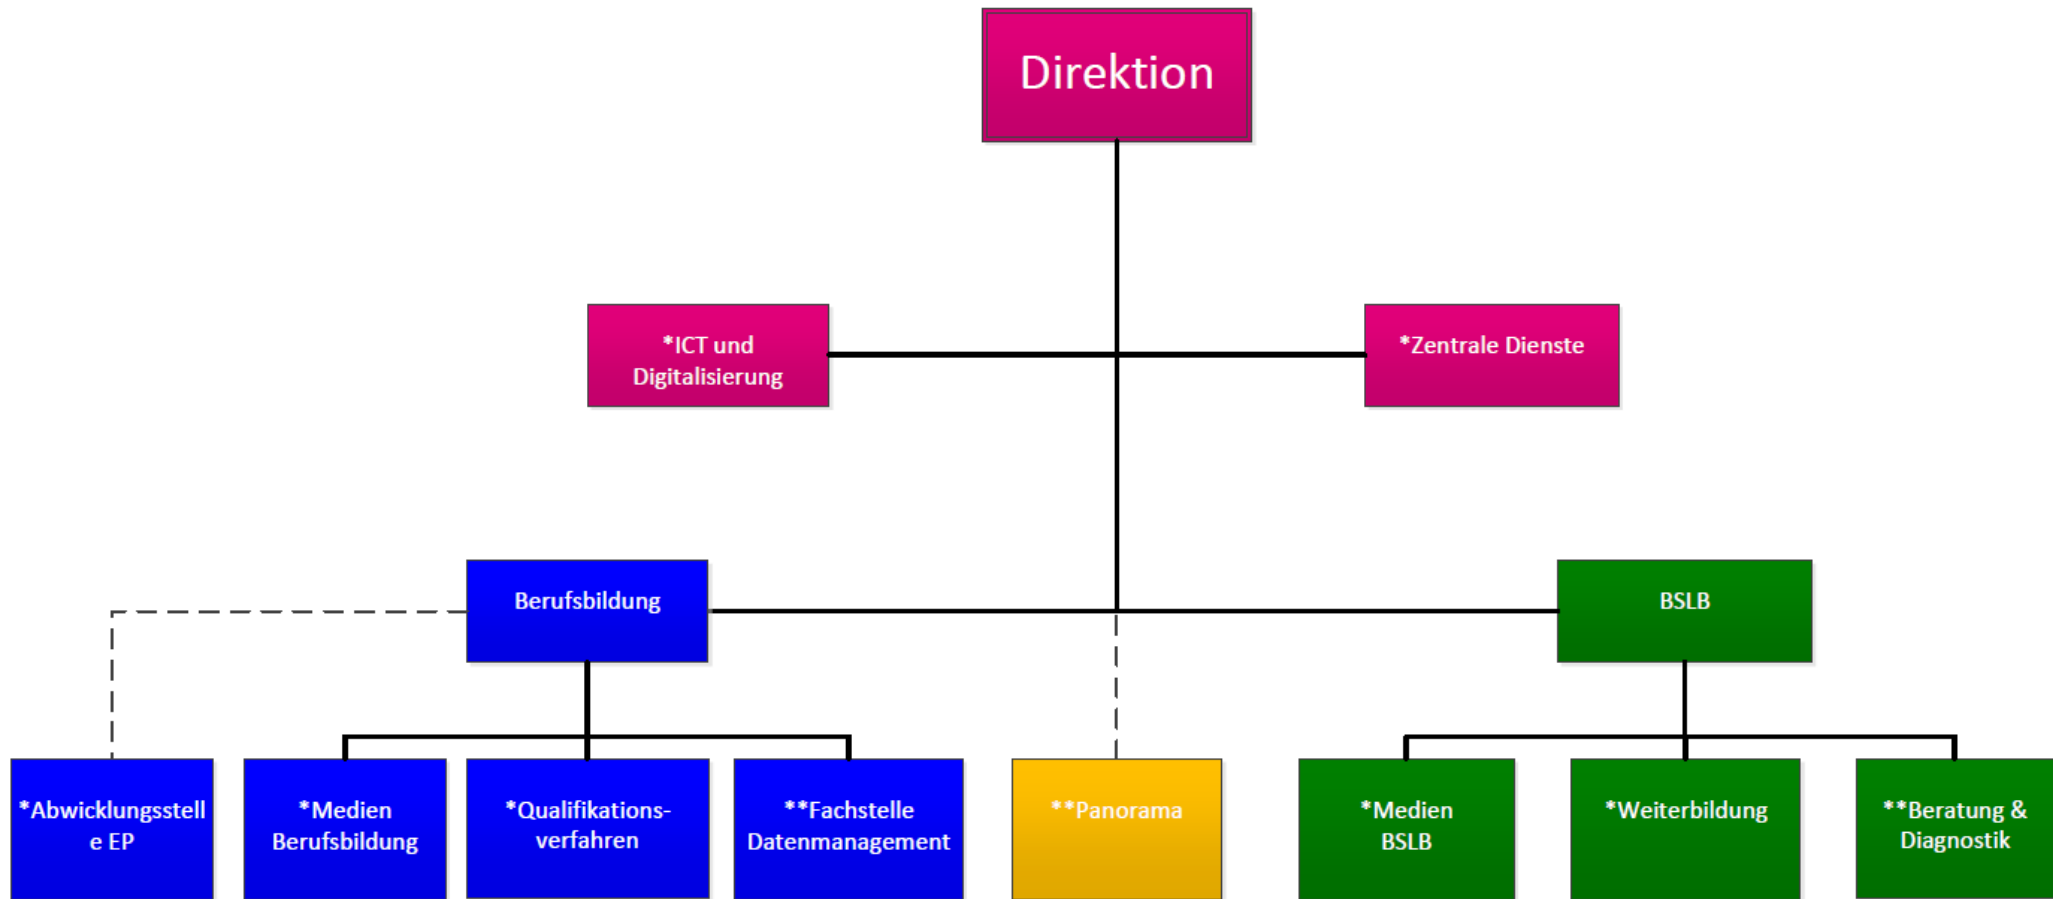 Direktion
*ICT und
Digitalisierung
*Zentrale Dienste
Berufsbildung
BSLB
*Abwicklungsstell
e EP
*Medien
Berufsbildung
*Qualifikations-
verfahren
**Fachstelle
Datenmanagement
**Panorama
*Medien
BSLB
*Weiterbildung
**Beratung &
Diagnostik